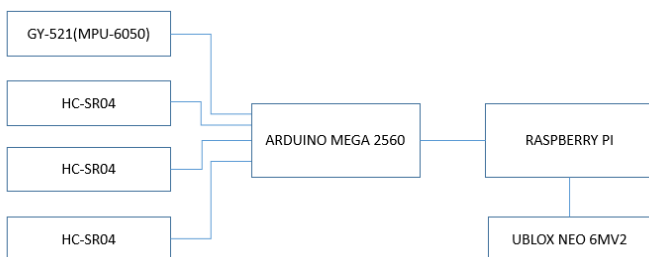 GY-521(MPU-6050)
HC-SR04
HC-SR04
HC-SR04
ARDUINO MEGA 2560
RASPBERRY PI
UBLOX NEO 6MV2